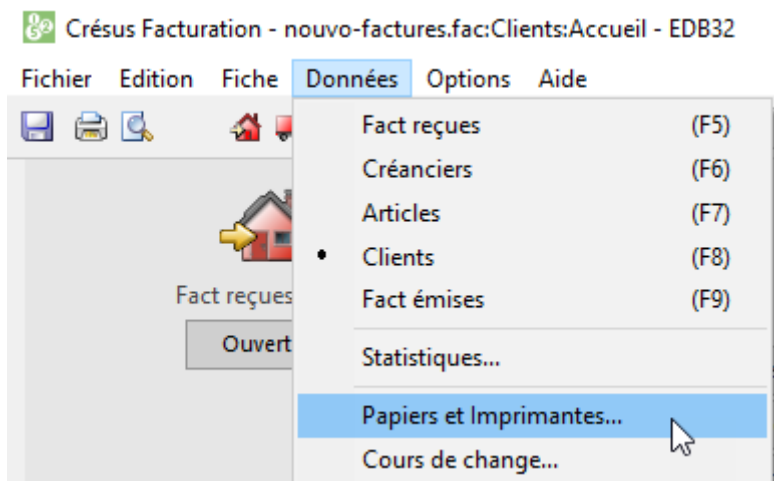 Crésus Facturation - nouvo-factures.fac:Clients:Accueil - EDB32
Fichier Edition Fiche Données Options Aide
Fact reçues (F5)
Créanciers (F6)
Articles (F7)
• Clients (F8)
Fact reçues
Fact émises (F9)
Ouvert
Statistiques...
Papiers et Imprimantes...
Cours de change...